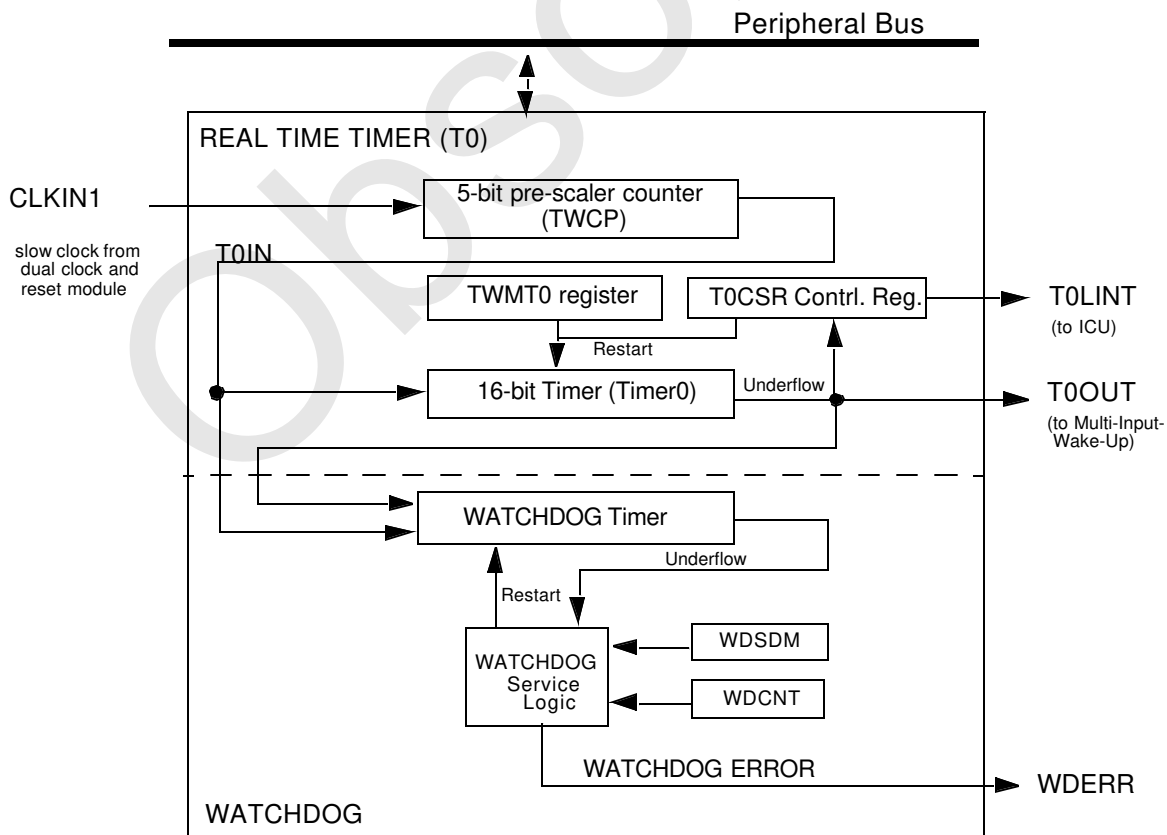 Peripheral Bus
REAL TIME TIMER (T0)
CLKIN1
slow clock from
dual clock and
reset module
5-bit pre-scaler counter
(TWCP)
T0IN
TWMT0 register
T0CSR Contrl. Reg.
T0LINT
(to ICU)
Restart
16-bit Timer (Timer0)
Underflow
T0OUT
(to Multi-Input-
Wake-Up)
WATCHDOG Timer
Underflow
Restart
WATCHDOG
Service
Logic
WDSDM
WDCNT
WATCHDOG ERROR
WDERR
WATCHDOG
Obso